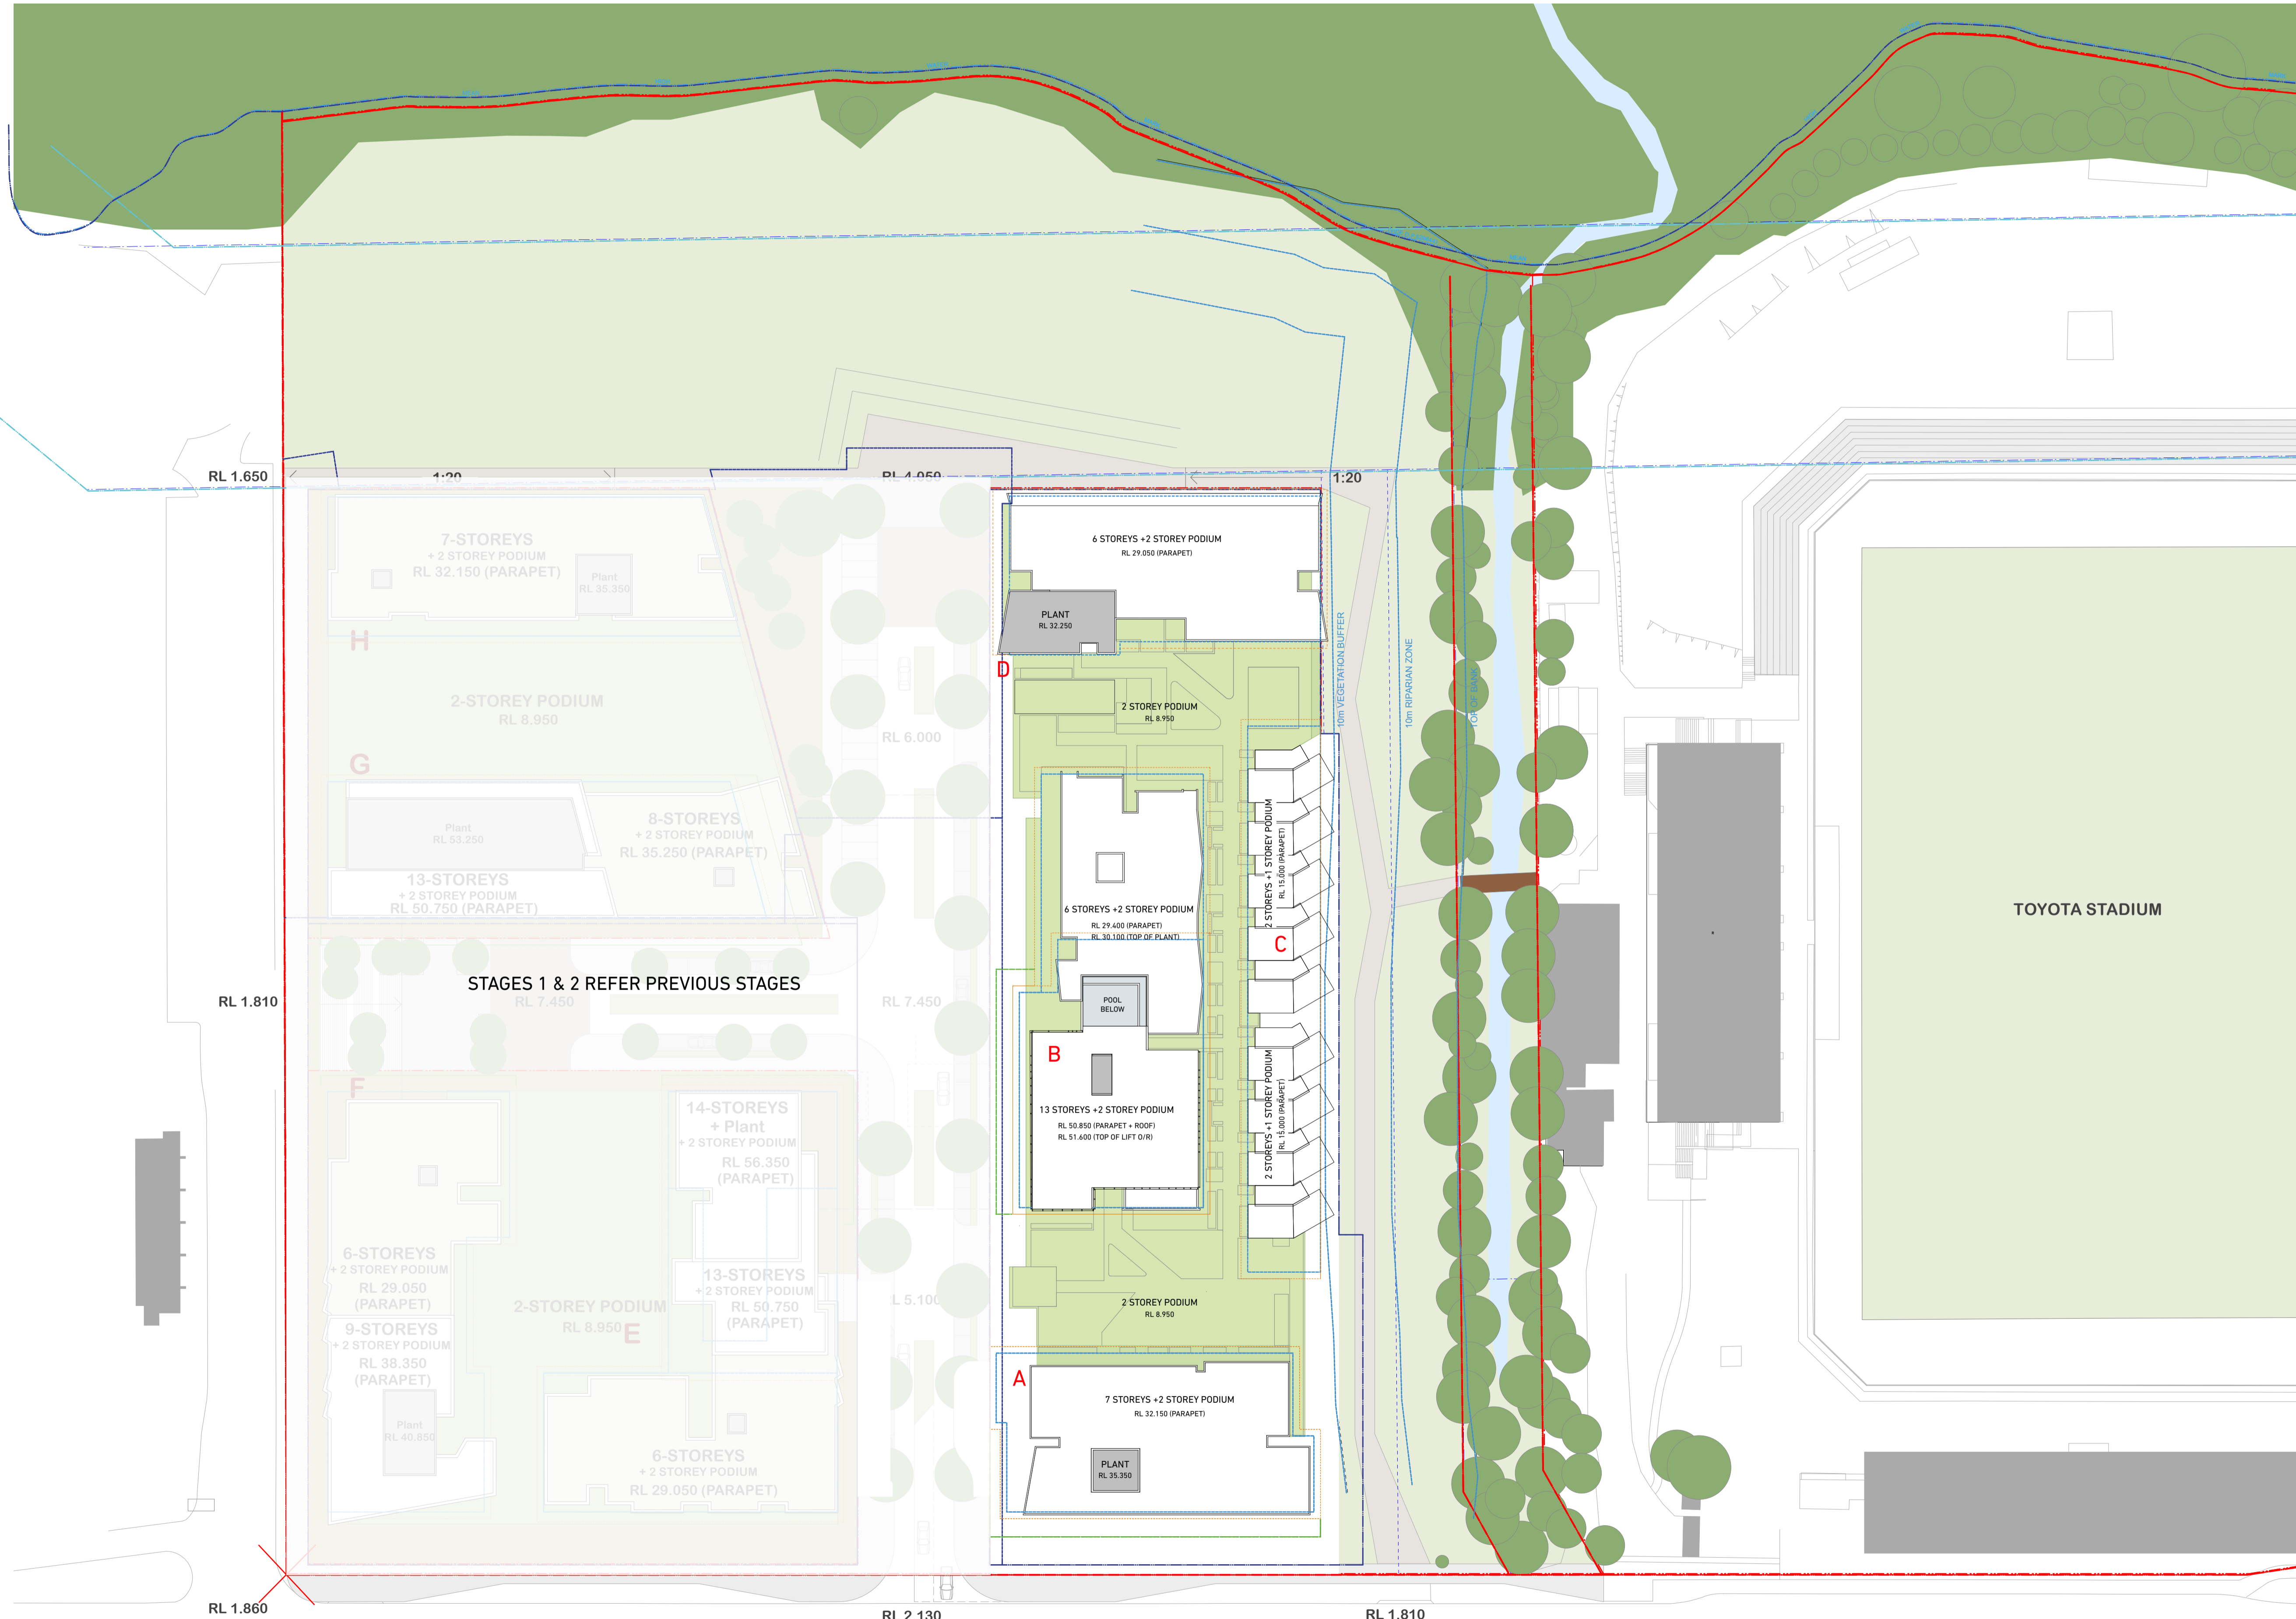 RL 1.650
1:20
RL 4.050
1:20
7-STOREYS
+ 2 STOREY PODIUM
RL 32.150 (PARAPET)
Plant
RL 35.350
H
2-STOREY PODIUM
RL 8.950
G
Plant
RL 53.250
8-STOREYS
+ 2 STOREY PODIUM
RL 35.250 (PARAPET)
13-STOREYS
+ 2 STOREY PODIUM
RL 50.750 (PARAPET)
RL 6.000
STAGES 1 & 2 REFER PREVIOUS STAGES
RL 1.810
RL 7.450
RL 7.450
F
14-STOREYS
+ Plant
+ 2 STOREY PODIUM
RL 56.350
(PARAPET)
6-STOREYS
+ 2 STOREY PODIUM
RL 29.050
(PARAPET)
13-STOREYS
+ 2 STOREY PODIUM
RL 50.750
(PARAPET)
2-STOREY PODIUM
RL 8.950
E
9-STOREYS
+ 2 STOREY PODIUM
RL 38.350
(PARAPET)
Plant
RL 40.850
6-STOREYS
+ 2 STOREY PODIUM
RL 29.050 (PARAPET)
L 5.100
6 STOREYS +2 STOREY PODIUM
RL 29.050 (PARAPET)
PLANT
RL 32.250
D
2 STOREY PODIUM
RL 8.950
6 STOREYS +2 STOREY PODIUM
RL 29.400 (PARAPET)
RL 30.100 (TOP OF PLANT)
POOL
BELOW
B
13 STOREYS +2 STOREY PODIUM
RL 50.850 (PARAPET + ROOF)
RL 51.600 (TOP OF LIFT O/R)
2 STOREYS +1 STOREY PODIUM
RL 15.000 (PARAPET)
C
2 STOREYS +1 STOREY PODIUM
RL 15.000 (PARAPET)
2 STOREY PODIUM
RL 8.950
A
7 STOREYS +2 STOREY PODIUM
RL 32.150 (PARAPET)
PLANT
RL 35.350
10m VEGETATION BUFFER
10m RIPARIAN ZONE
TOP OF BANK
TOYOTA STADIUM
RL 1.860
RL 2.130
RL 1.810